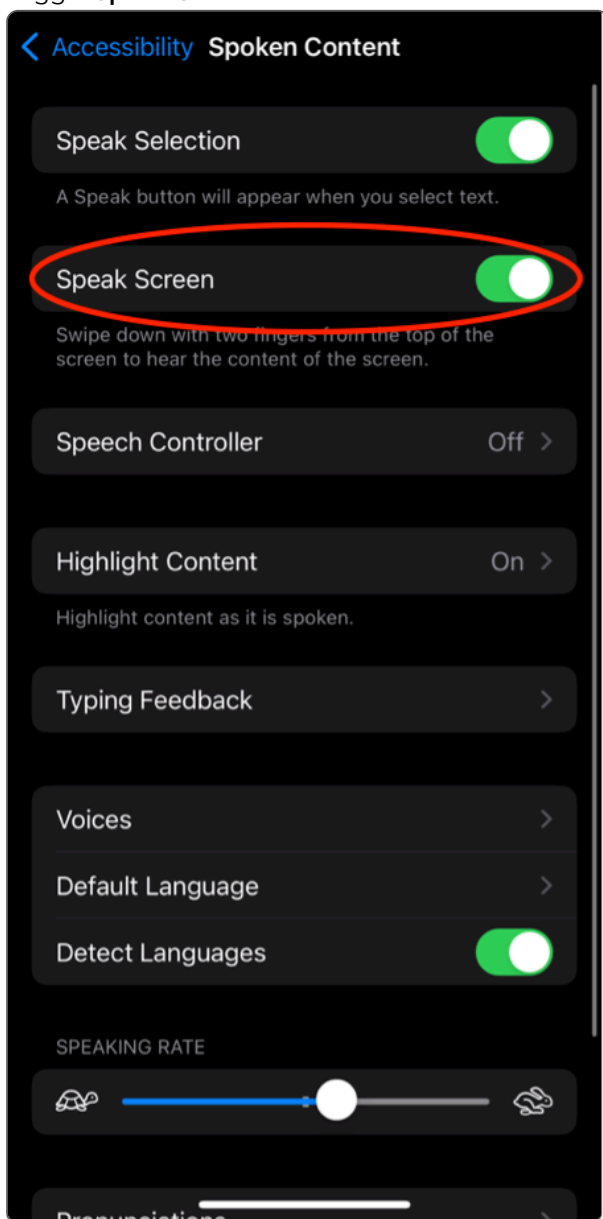 Accessibility Spoken Content
Speak Selection
A Speak button will appear when you select text.
Speak Screen
Swipe down with two fingers from the top of the
screen to hear the content of the screen.
Speech Controller Off
Highlight Content On
Highlight content as it is spoken.
Typing Feedback
Voices
Default Language
Detect Languages
SPEAKING RATE
Pronunciations